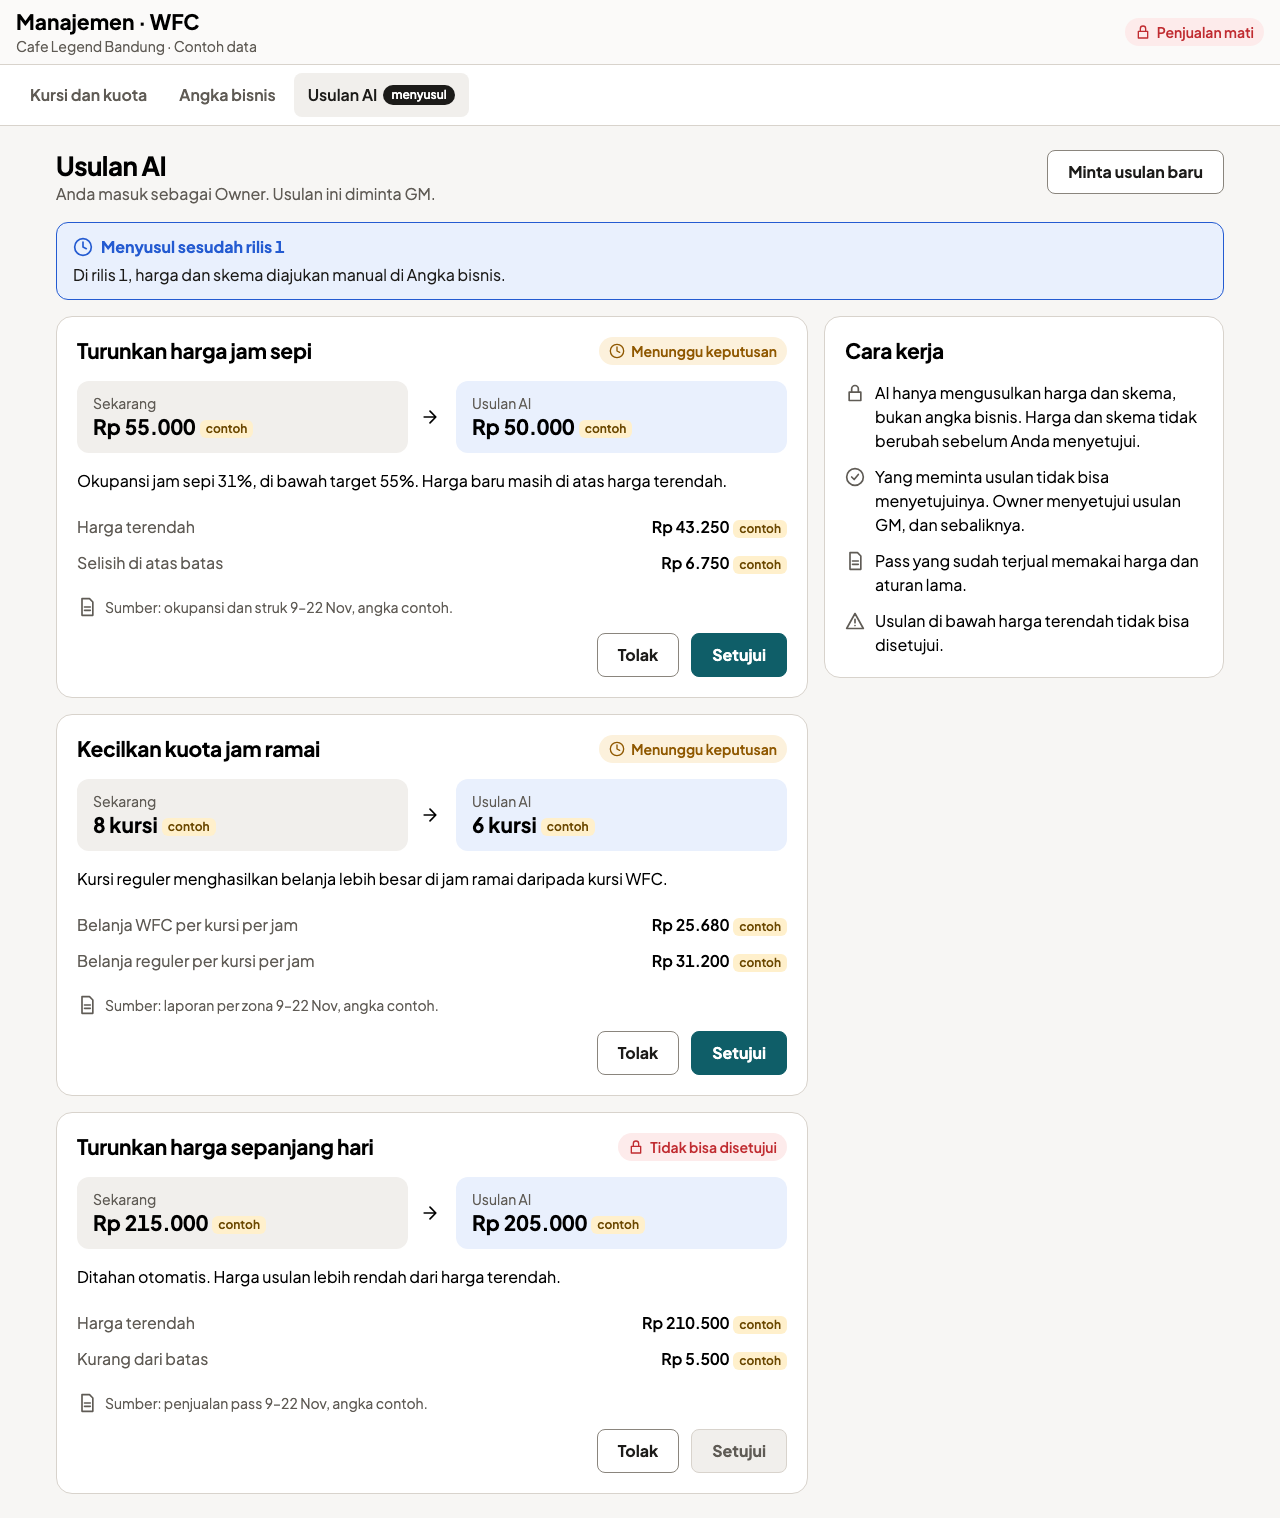 Manajemen · WFC
Cafe Legend Bandung · Contoh data
Penjualan mati
Kursi dan kuota
Angka bisnis
Usulan AI menyusul
Usulan AI
Anda masuk sebagai Owner. Usulan ini diminta GM.
Minta usulan baru
Menyusul sesudah rilis 1
Di rilis 1, harga dan skema diajukan manual di Angka bisnis.
Turunkan harga jam sepi
Menunggu keputusan
Sekarang
Rp 55.000 contoh
Usulan AI
Rp 50.000 contoh
Okupansi jam sepi 31%, di bawah target 55%. Harga baru masih di atas harga terendah.
Harga terendah
Rp 43.250 contoh
Selisih di atas batas
Rp 6.750 contoh
Sumber: okupansi dan struk 9–22 Nov, angka contoh.
Tolak
Setujui
Cara kerja
AI hanya mengusulkan harga dan skema,
bukan angka bisnis. Harga dan skema tidak
berubah sebelum Anda menyetujui.
Yang meminta usulan tidak bisa
menyetujuinya. Owner menyetujui usulan
GM, dan sebaliknya.
Pass yang sudah terjual memakai harga dan
aturan lama.
Usulan di bawah harga terendah tidak bisa
disetujui.
Kecilkan kuota jam ramai
Menunggu keputusan
Sekarang
8 kursi contoh
Usulan AI
6 kursi contoh
Kursi reguler menghasilkan belanja lebih besar di jam ramai daripada kursi WFC.
Belanja WFC per kursi per jam
Rp 25.680 contoh
Belanja reguler per kursi per jam
Rp 31.200 contoh
Sumber: laporan per zona 9–22 Nov, angka contoh.
Tolak
Setujui
Turunkan harga sepanjang hari
Tidak bisa disetujui
Sekarang
Rp 215.000 contoh
Usulan AI
Rp 205.000 contoh
Ditahan otomatis. Harga usulan lebih rendah dari harga terendah.
Harga terendah
Rp 210.500 contoh
Kurang dari batas
Rp 5.500 contoh
Sumber: penjualan pass 9–22 Nov, angka contoh.
Tolak
Setujui